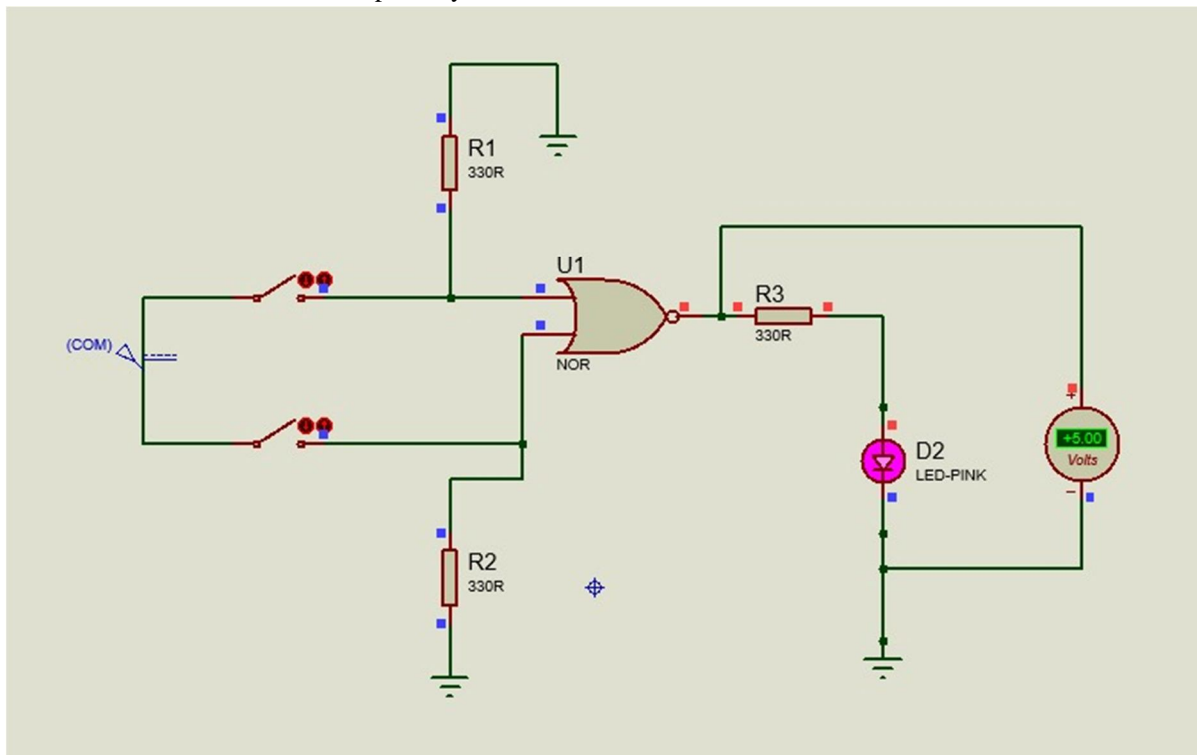 R1
330R
U1
NOR
R3
330R
(COM)
+5.00
Volts
D2
LED-PINK
R2
330R